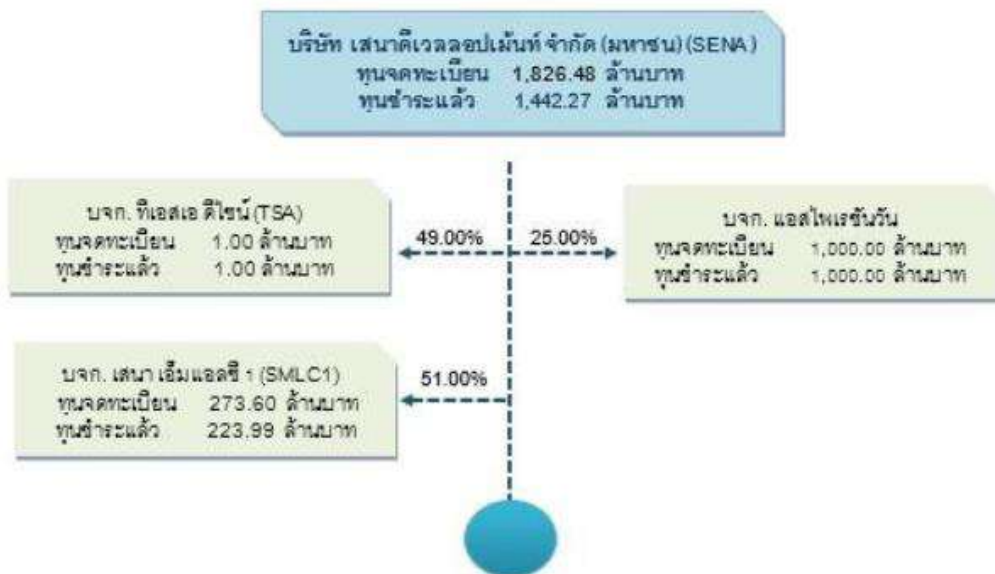 บริษัท เสนาดีเวลลอปเม้นท์ จำกัด (มหาชน) (SENA)
ทุนจดทะเบียน 1,826.48 ล้านบาท
ทุนชำระแล้ว 1,442.27 ล้านบาท
บจก. ทีเอสเอ ดีไซน์ (TSA)
ทุนจดทะเบียน 1.00 ล้านบาท
ทุนชำระแล้ว 1.00 ล้านบาท
49.00%
25.00%
บจก. แอสไพเรชันวัน
ทุนจดทะเบียน 1,000.00 ล้านบาท
ทุนชำระแล้ว 1,000.00 ล้านบาท
บจก. เสนา เอ็มแอลซี 1 (SMLC1)
ทุนจดทะเบียน 273.60 ล้านบาท
ทุนชำระแล้ว 223.99 ล้านบาท
51.00%